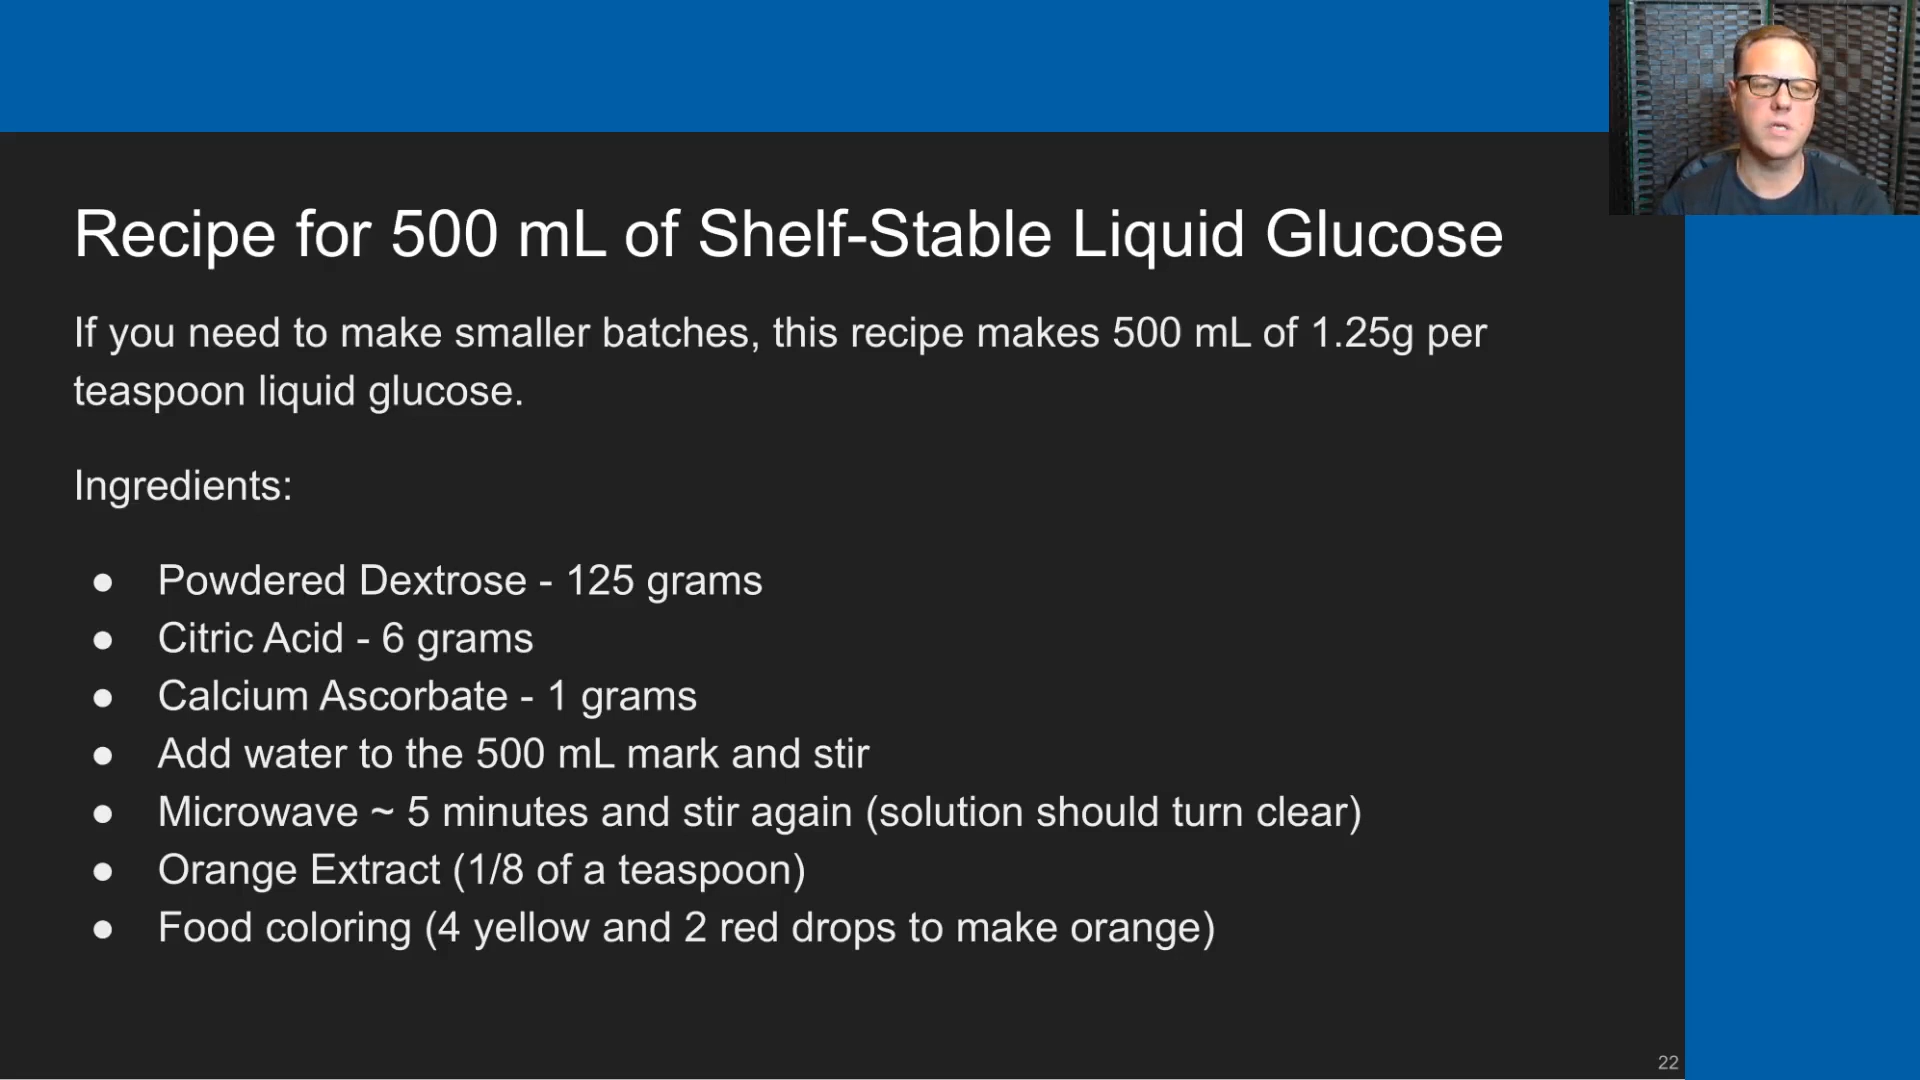 Recipe for 500 mL of Shelf-Stable Liquid Glucose
If you need to make smaller batches, this recipe makes 500 mL of 1.25g per
teaspoon liquid glucose.
Ingredients:
● Powdered Dextrose - 125 grams
● Citric Acid - 6 grams
● Calcium Ascorbate - 1 grams
● Add water to the 500 mL mark and stir
● Microwave ~ 5 minutes and stir again (solution should turn clear)
● Orange Extract (1/8 of a teaspoon)
● Food coloring (4 yellow and 2 red drops to make orange)
22